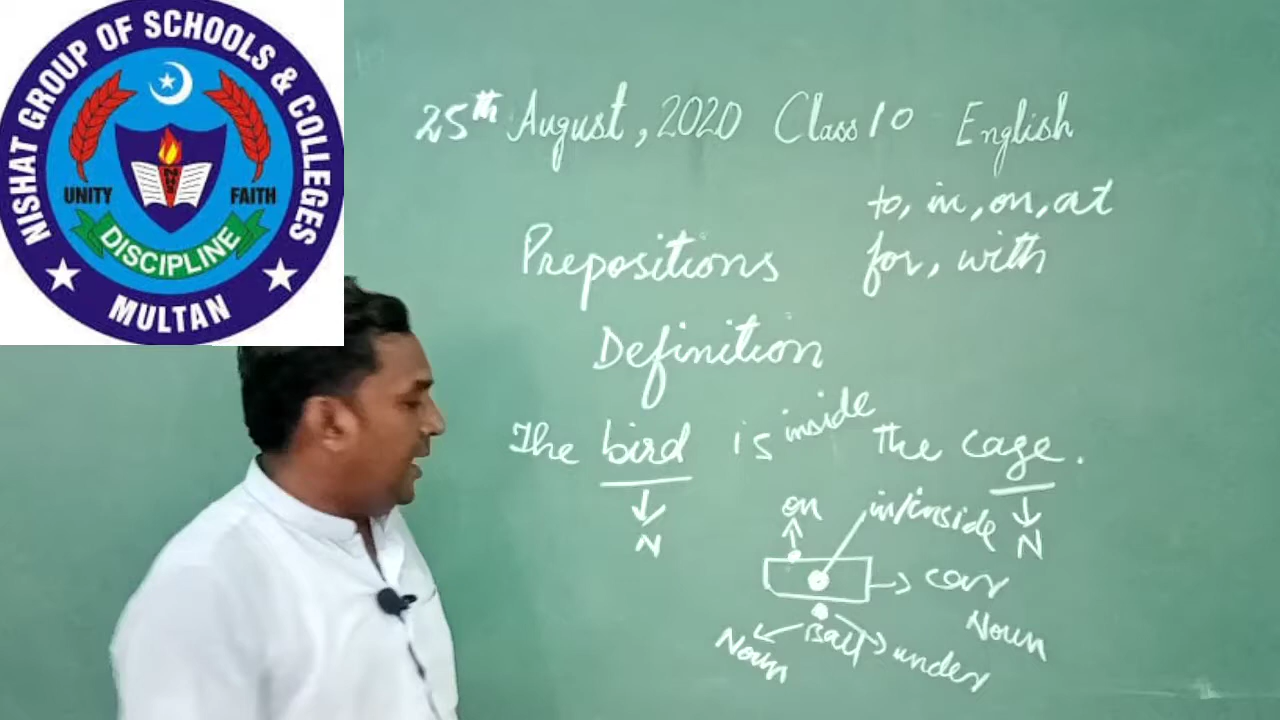 NISHAT GROUP OF SCHOOLS & COLLEGES
UNITY
FAITH
DISCIPLINE
MULTAN
25th August, 2020 Class 10 English
to, in, on, at
Prepositions for, with
Definition
The bird is inside the cage.
N
N
on
in/inside
car
Noun
Ball
under
Noun